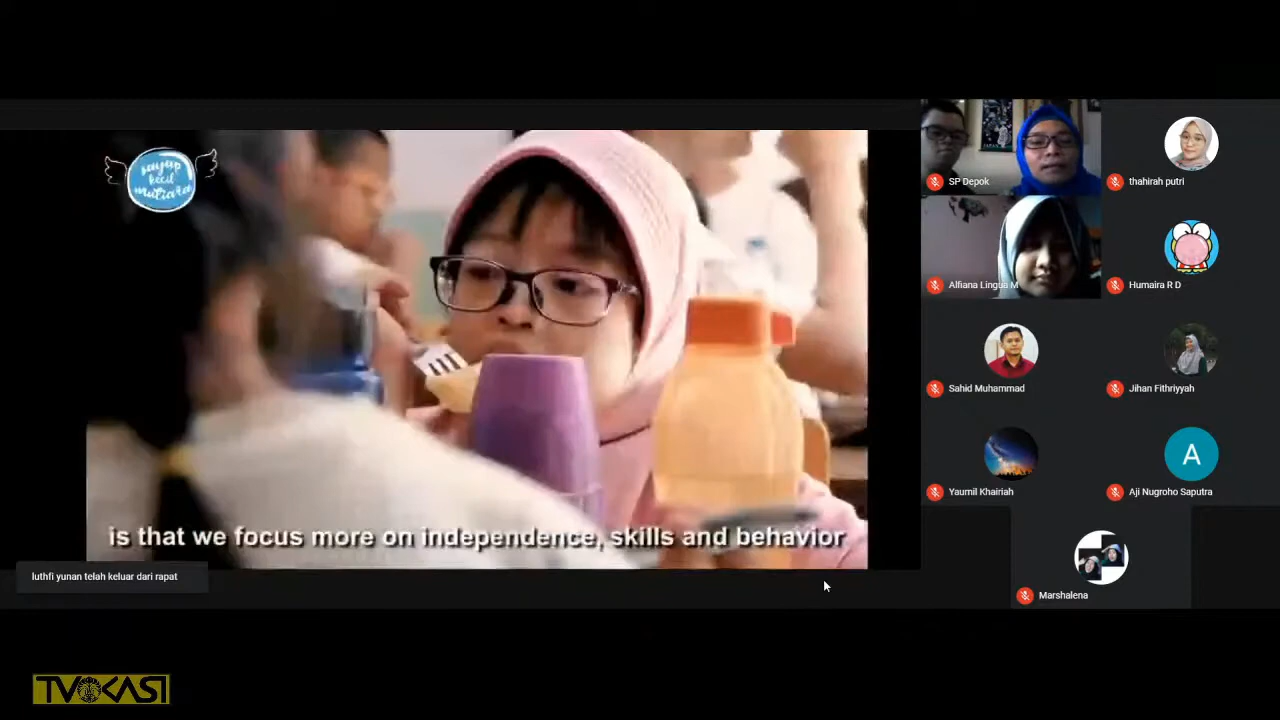 sayap
kecil
mutiara
JAPAN
is that we focus more on independence, skills and behavior
luthfi yunan telah keluar dari rapat
SP Depok
thahirah putri
Alfiana Lingua M
Humaira R D
Sahid Muhammad
Jihan Fithriyyah
Yaumil Khairiah
A
Aji Nugroho Saputra
Marshalena
TVOKASI